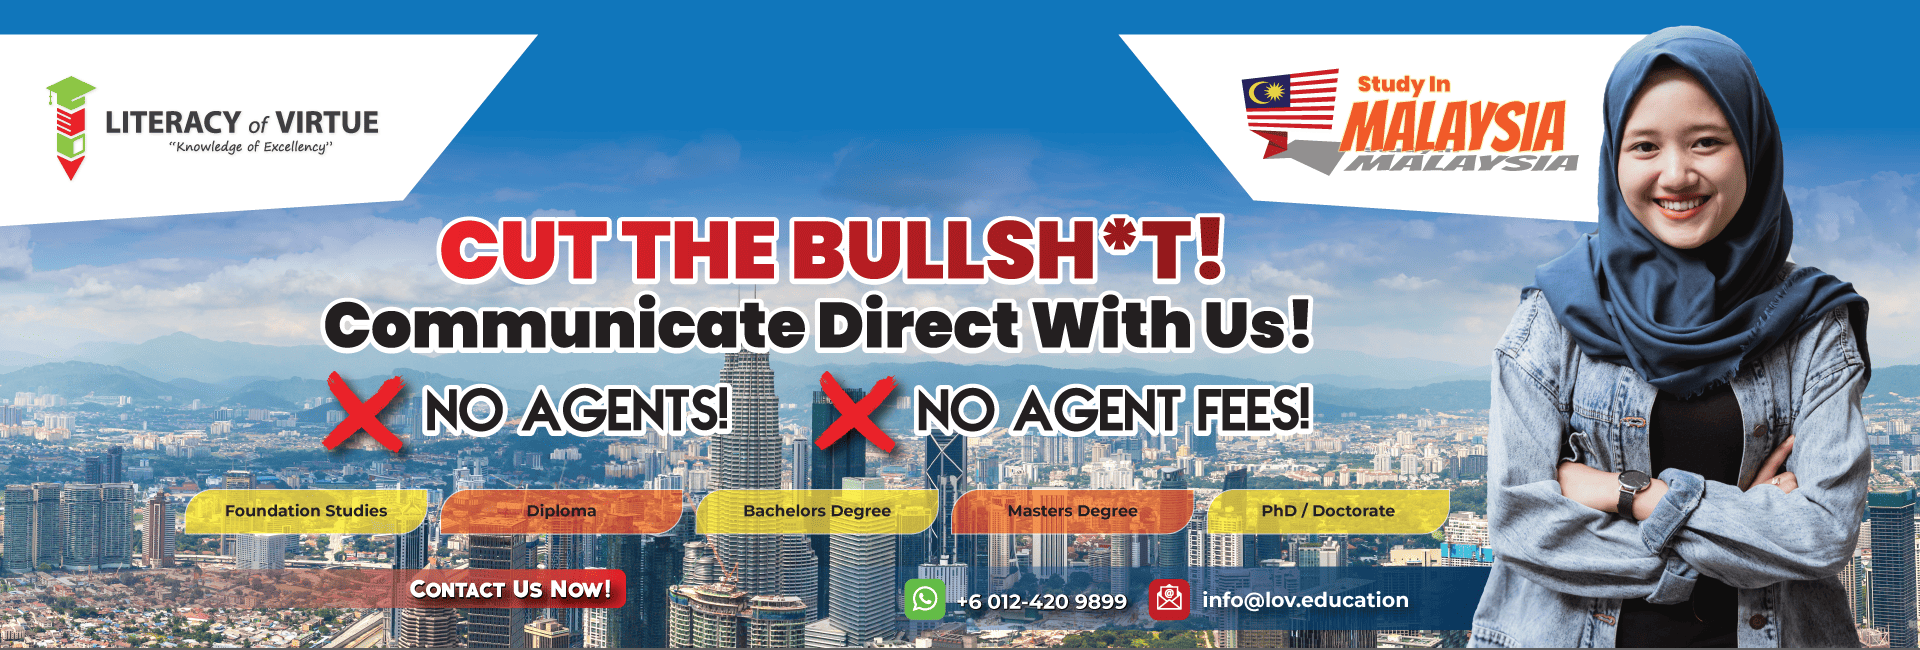 LITERACY of VIRTUE
“Knowledge of Excellency”
Study In
MALAYSIA
MALAYSIA
CUT THE BULLSH*T!
Communicate Direct With Us!
NO AGENTS!
NO AGENT FEES!
Foundation Studies
Diploma
Bachelors Degree
Masters Degree
PhD / Doctorate
CONTACT US NOW!
+6 012-420 9899
info@lov.education